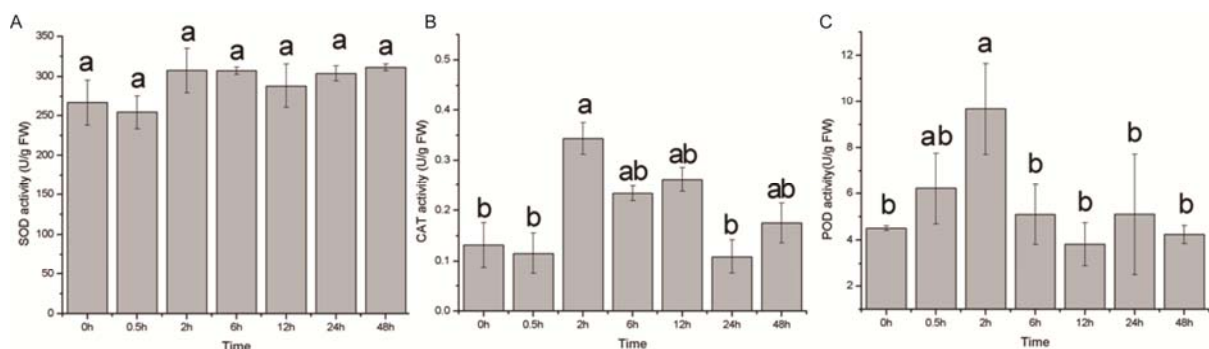 A
SOD activity (U/g FW)
350
300
250
200
150
100
50
0
a a a a a a a
0h 0.5h 2h 6h 12h 24h 48h
Time
B
CAT activity (U/g FW)
0.5
0.4
0.3
0.2
0.1
0.0
b b a ab ab b ab
0h 0.5h 2h 6h 12h 24h 48h
Time
C
POD activity(U/g FW)
12
10
8
6
4
2
b ab a b b b b
0h 0.5h 2h 6h 12h 24h 48h
Time